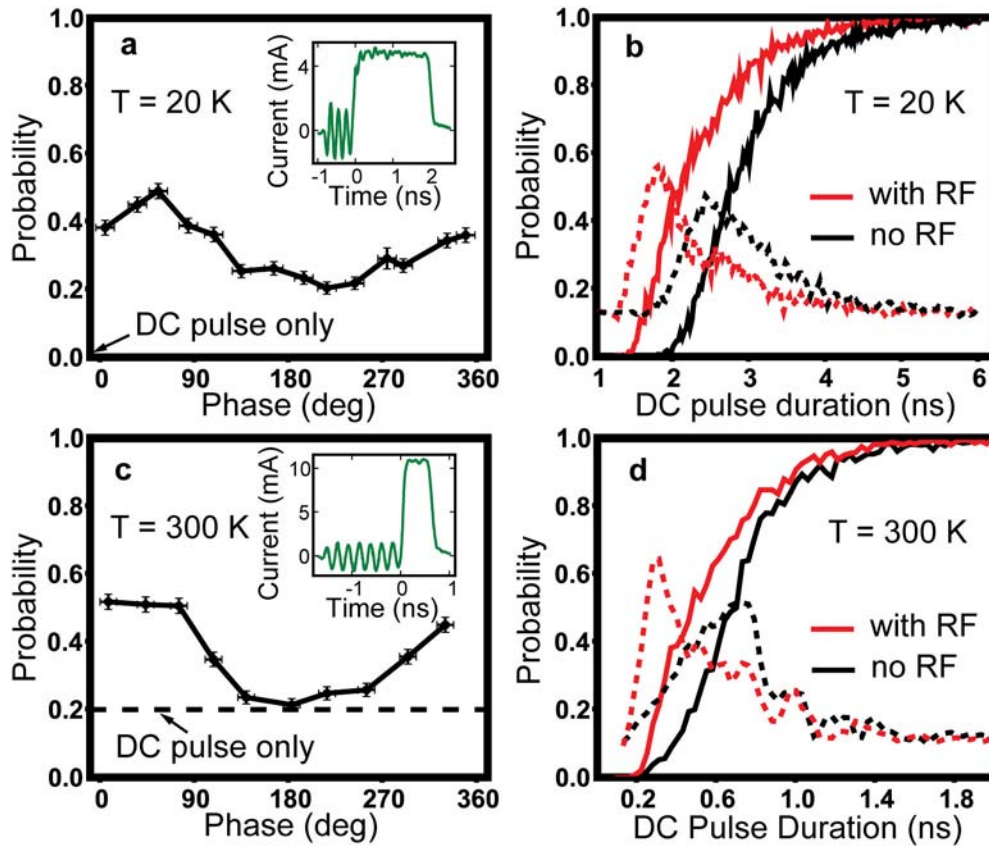 a
T = 20 K
DC pulse only
Probability
1.0
0.8
0.6
0.4
0.2
0.0
0
90
180
270
360
Phase (deg)
Current (mA)
4
0
-1
0
1
2
Time (ns)
b
T = 20 K
with RF
no RF
Probability
1.0
0.8
0.6
0.4
0.2
0.0
1
2
3
4
5
6
DC pulse duration (ns)
c
T = 300 K
DC pulse only
Probability
1.0
0.8
0.6
0.4
0.2
0.0
0
90
180
270
360
Phase (deg)
Current (mA)
10
5
0
-1
0
1
Time (ns)
d
T = 300 K
with RF
no RF
Probability
1.0
0.8
0.6
0.4
0.2
0.0
0.2
0.6
1.0
1.4
1.8
DC Pulse Duration (ns)